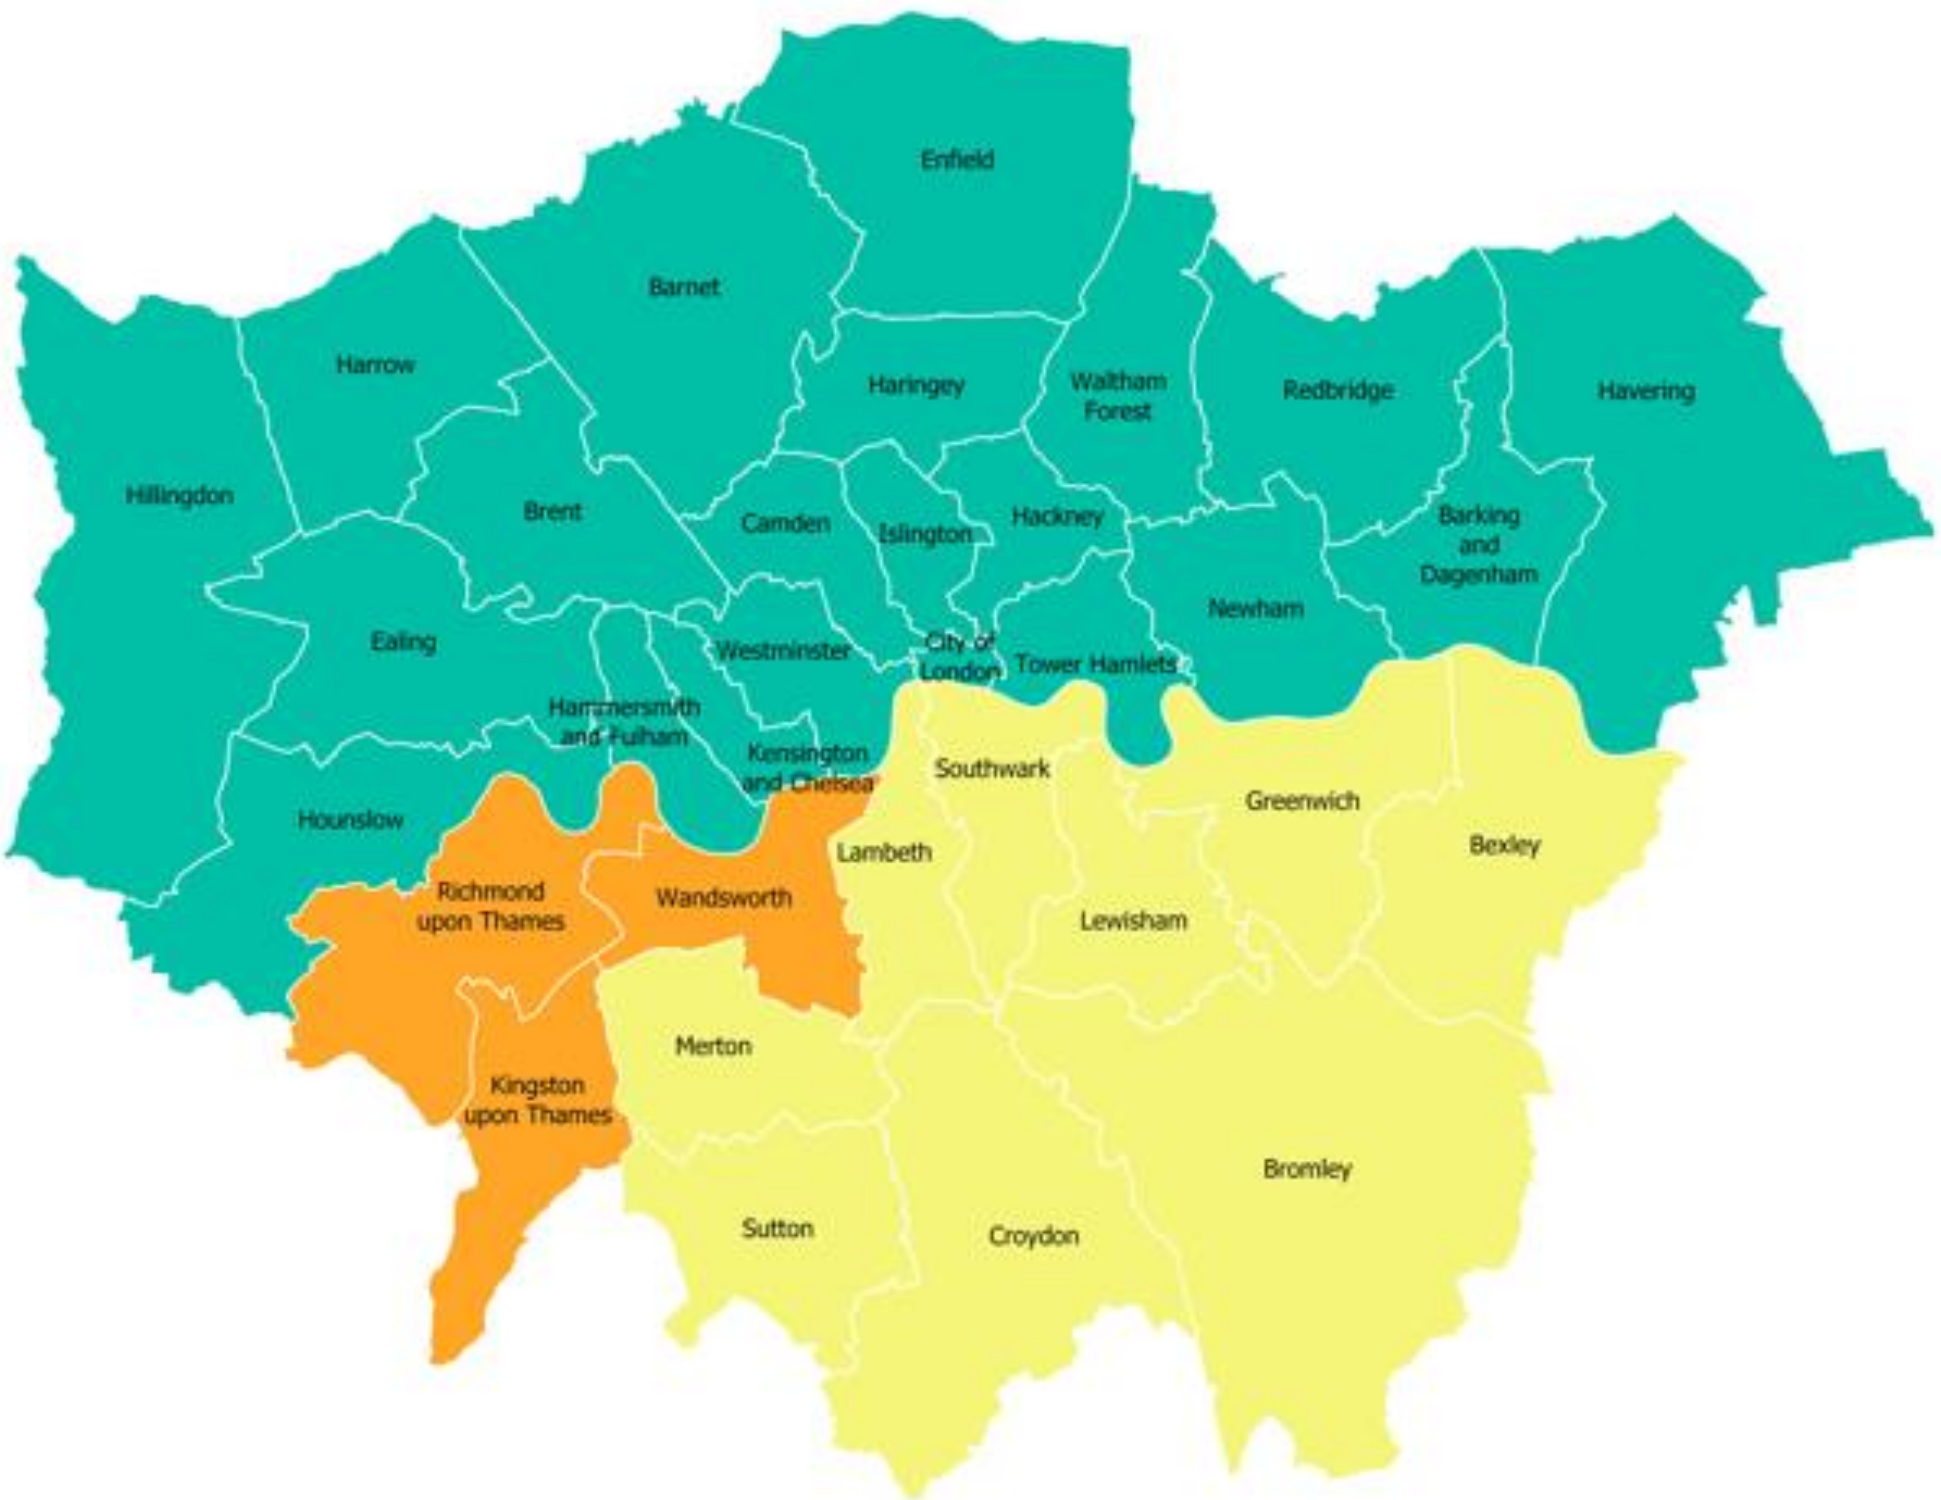 Enfield
Barnet
Harrow
Haringey
Waltham
Forest
Redbridge
Havering
Hillingdon
Brent
Camden
Islington
Hackney
Barking
and
Dagenham
Newham
Ealing
Westminster
City of
London
Tower Hamlets
Hammersmith
and Fulham
Kensington
and Chelsea
Southwark
Greenwich
Hounslow
Lambeth
Bexley
Richmond
upon Thames
Wandsworth
Lewisham
Merton
Kingston
upon Thames
Bromley
Sutton
Croydon